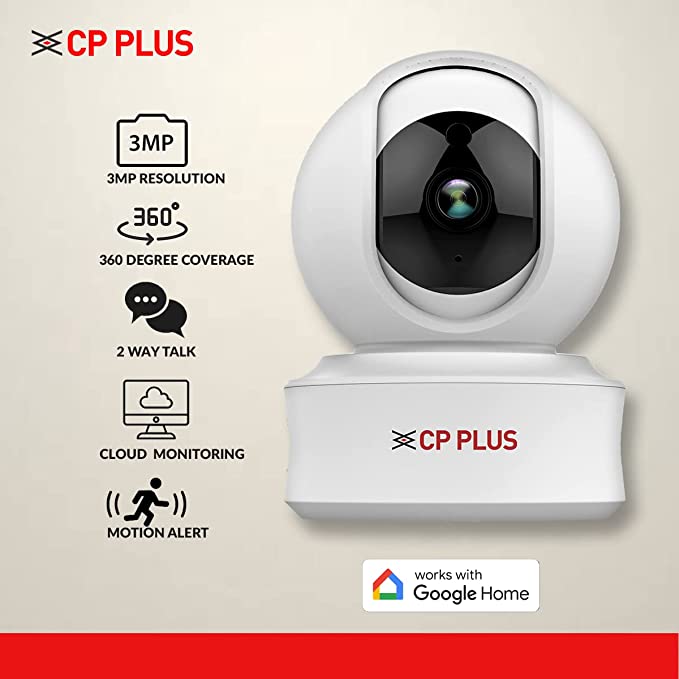 CP PLUS
3MP
3MP RESOLUTION
360°
360 DEGREE COVERAGE
2 WAY TALK
CLOUD MONITORING
MOTION ALERT
CP PLUS
works with
Google Home